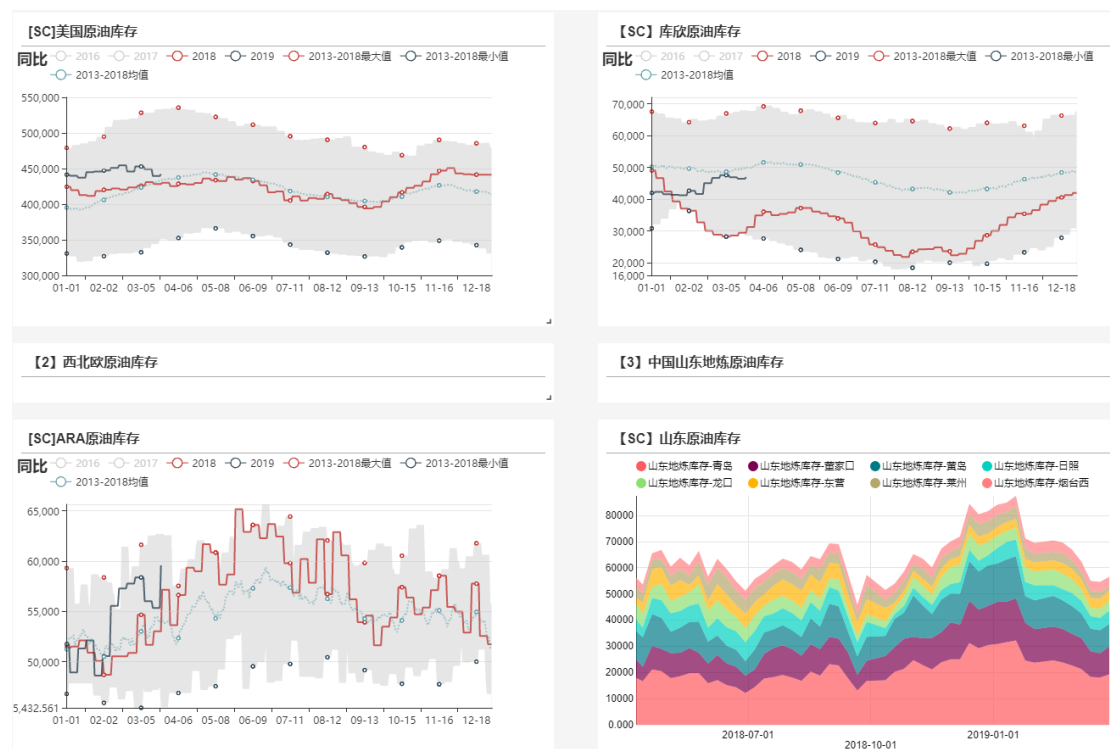 [SC]美国原油库存
同比 2016 2017 2018 2019 2013-2018最大值 2013-2018最小值
2013-2018均值
550,000
500,000
450,000
400,000
350,000
300,000
01-01 02-02 03-05 04-06 05-08 06-09 07-11 08-12 09-13 10-15 11-16 12-18
【SC】库欣原油库存
同比 2016 2017 2018 2019 2013-2018最大值 2013-2018最小值
2013-2018均值
70,000
60,000
50,000
40,000
30,000
20,000
16,000
01-01 02-02 03-05 04-06 05-08 06-09 07-11 08-12 09-13 10-15 11-16 12-18
【2】西北欧原油库存
【3】中国山东地炼原油库存
[SC]ARA原油库存
同比 2016 2017 2018 2019 2013-2018最大值 2013-2018最小值
2013-2018均值
65,000
60,000
55,000
50,000
5,432.561
01-01 02-02 03-05 04-06 05-08 06-09 07-11 08-12 09-13 10-15 11-16 12-18
【SC】山东原油库存
山东地炼库存-青岛 山东地炼库存-董家口 山东地炼库存-黄岛 山东地炼库存-日照
山东地炼库存-龙口 山东地炼库存-东营 山东地炼库存-莱州 山东地炼库存-烟台西
80000
70000
60000
50000
40000
30000
20000
10000
0.000
2018-07-01 2019-01-01
2018-10-01